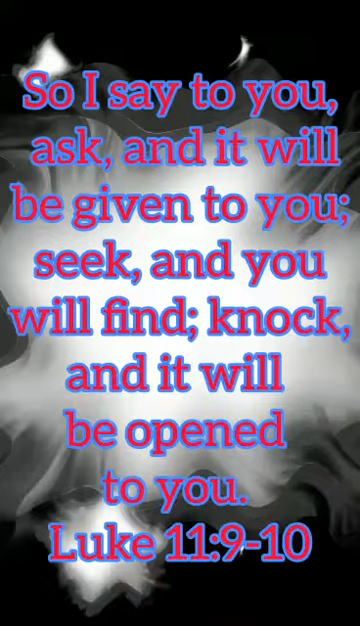 So I say to you,
ask, and it will
be given to you;
seek, and you
will find; knock,
and it will
be opened
to you.
Luke 11:9-10